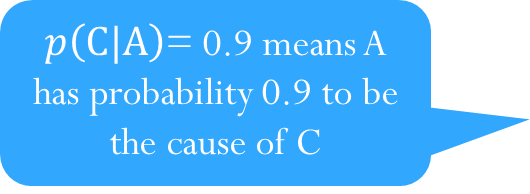 p(C|A)= 0.9 means A
has probability 0.9 to be
the cause of C